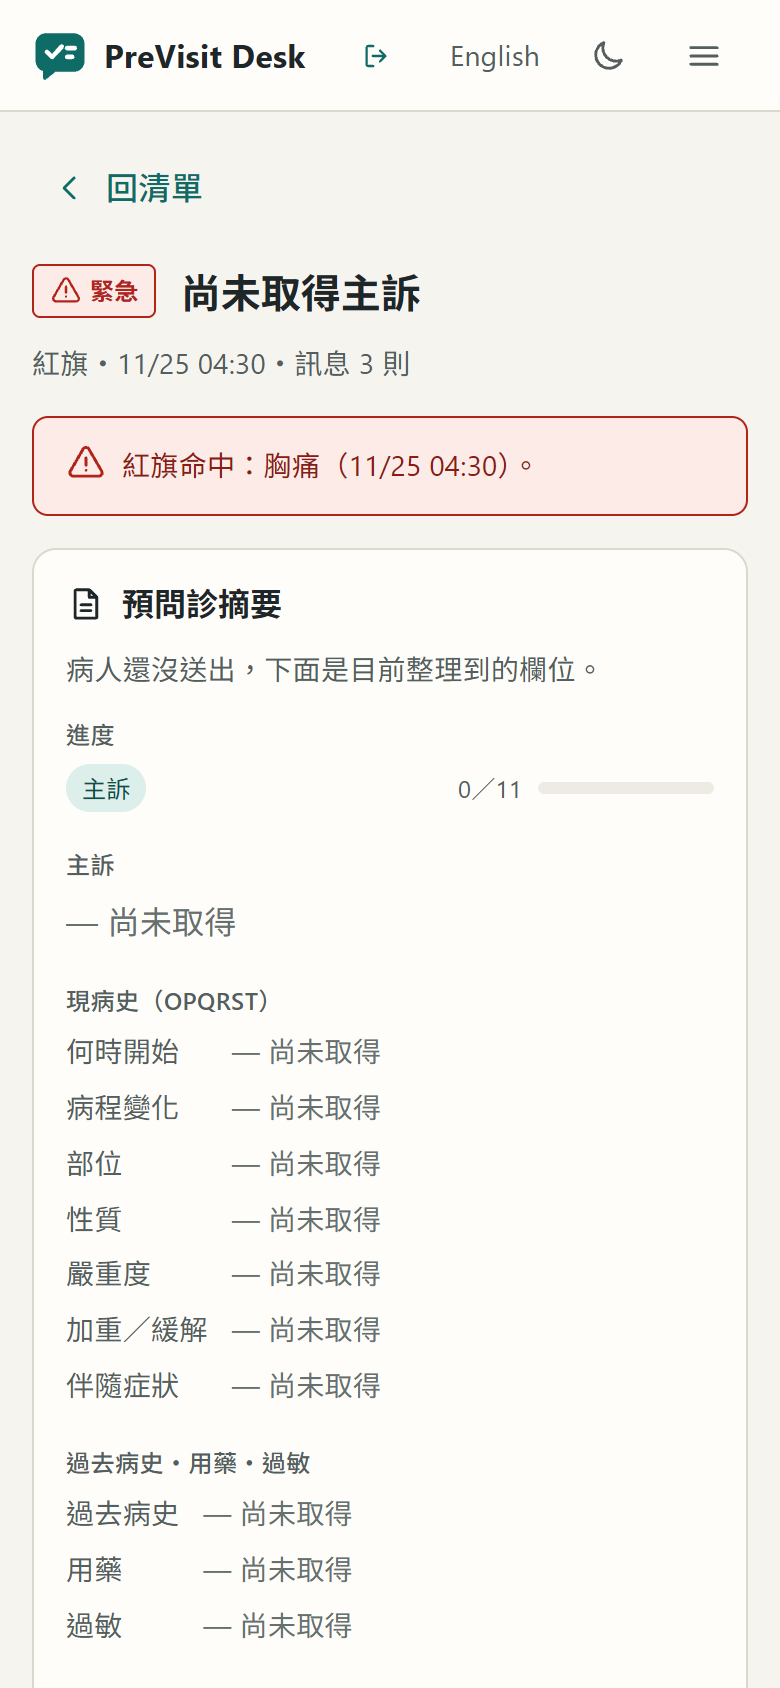 PreVisit Desk English
回清單
緊急 尚未取得主訴
紅旗・11/25 04:30・訊息 3 則
紅旗命中：胸痛（11/25 04:30）。
預問診摘要
病人還沒送出，下面是目前整理到的欄位。
進度
主訴 0／11
主訴
— 尚未取得
現病史（OPQRST）
何時開始 — 尚未取得
病程變化 — 尚未取得
部位 — 尚未取得
性質 — 尚未取得
嚴重度 — 尚未取得
加重／緩解 — 尚未取得
伴隨症狀 — 尚未取得
過去病史・用藥・過敏
過去病史 — 尚未取得
用藥 — 尚未取得
過敏 — 尚未取得